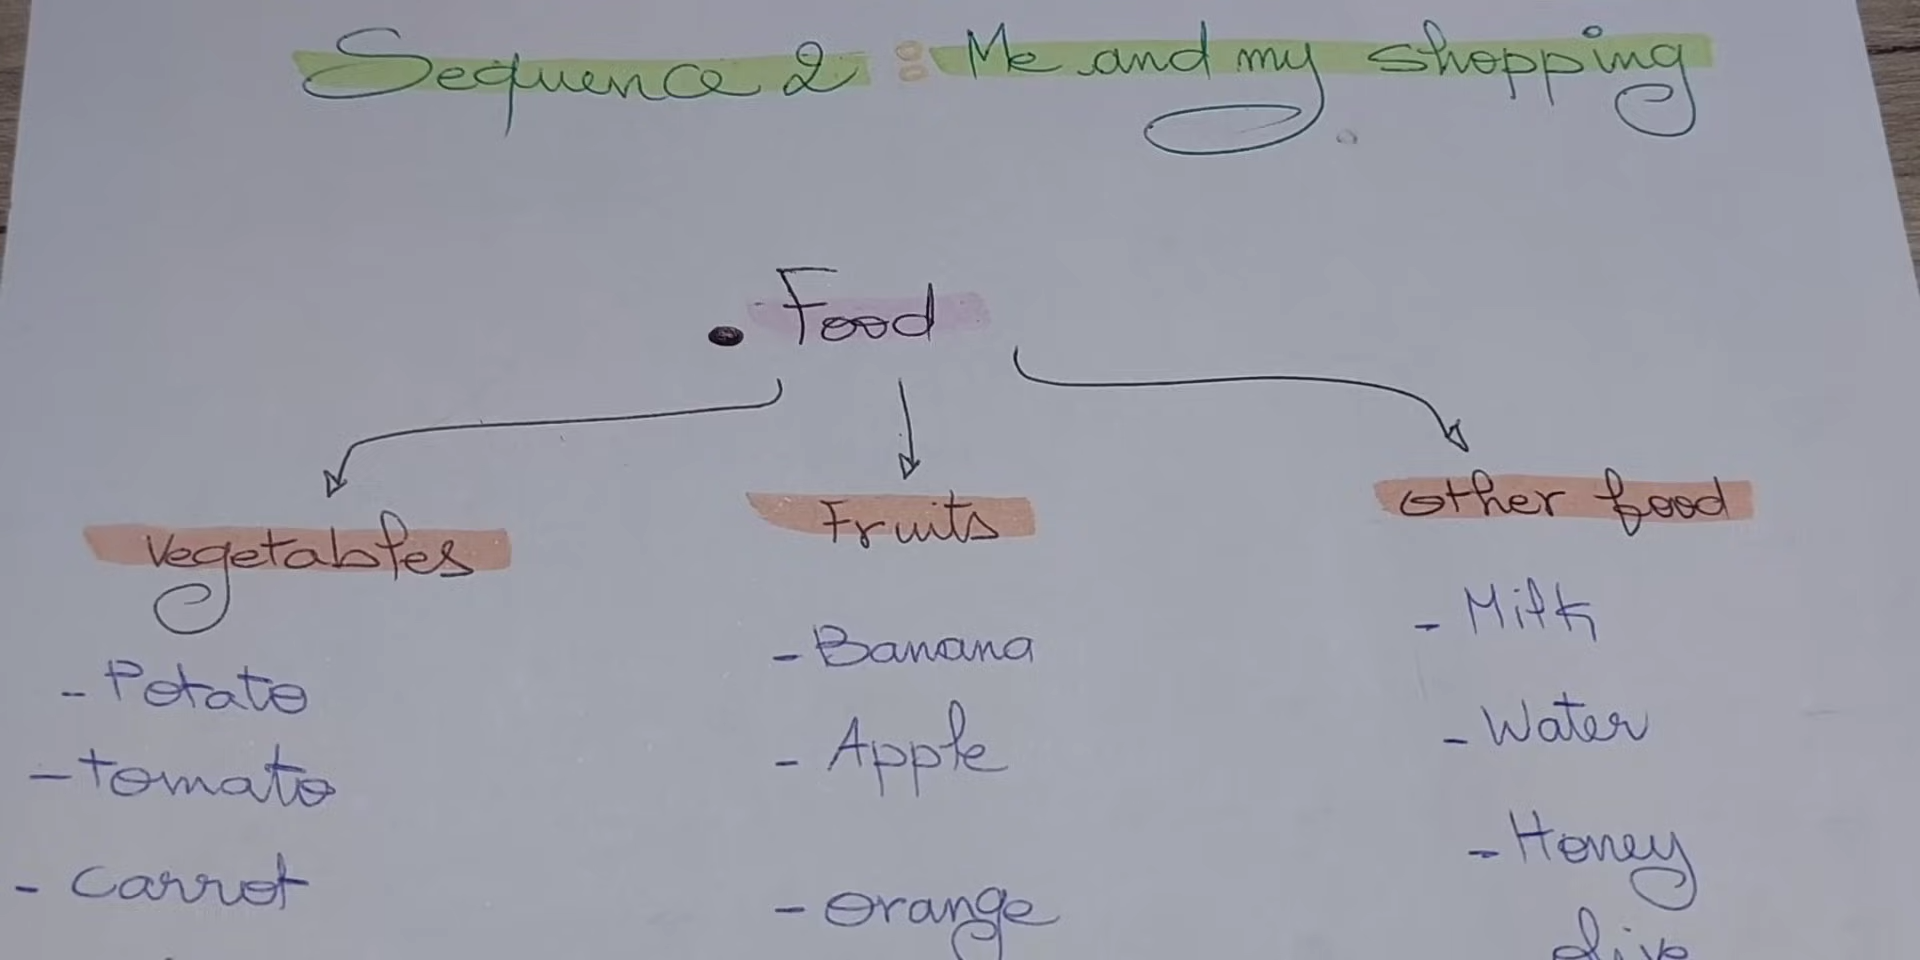 Sequence 2 : Me and my shopping.
. Food
Vegetables
- Potato
- tomato
- Carrot
Fruits
- Banana
- Apple
- Orange
Other food
- Milk
- Water
- Honey
olive